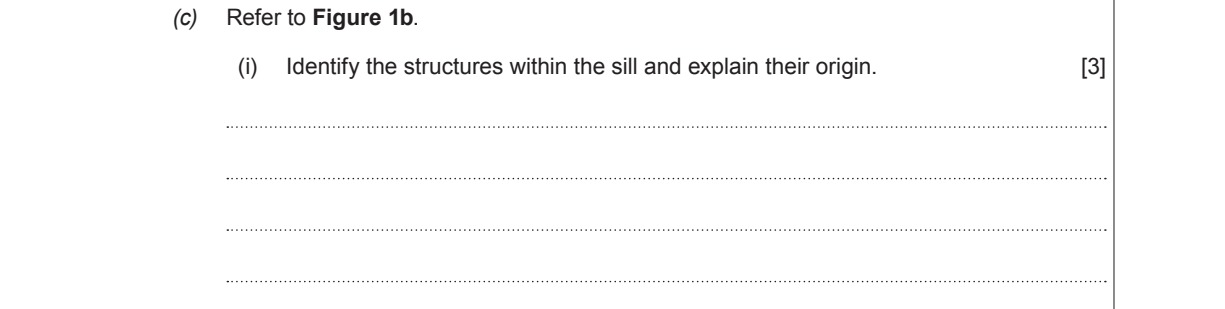 (c) Refer to Figure 1b.
(i) Identify the structures within the sill and explain their origin. [3]